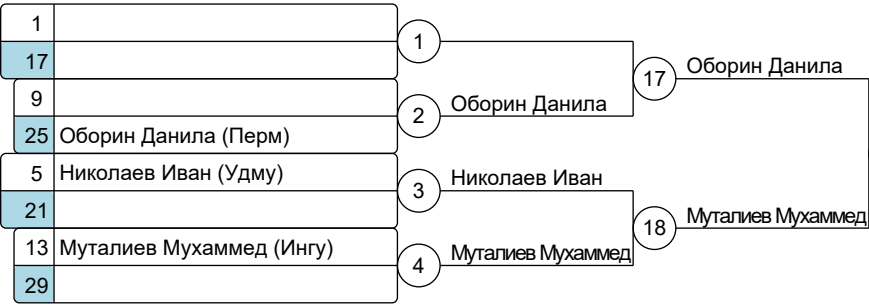 1
17
1
9
25 Оборин Данила (Перм)
2
Оборин Данила
17
Оборин Данила
5 Николаев Иван (Удму)
21
3
Николаев Иван
13 Муталиев Мухаммед (Ингу)
29
4
Муталиев Мухаммед
18
Муталиев Мухаммед